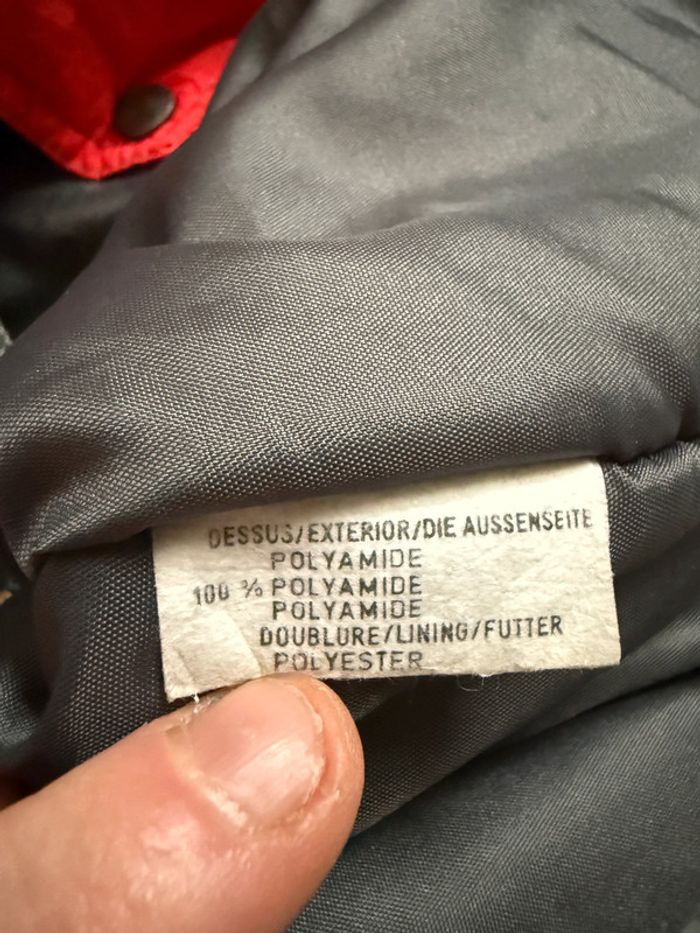 DESSUS/EXTERIOR/DIE AUSSENSEITE
POLYAMIDE
100 % POLYAMIDE
POLYAMIDE
DOUBLURE/LINING/FUTTER
POLYESTER